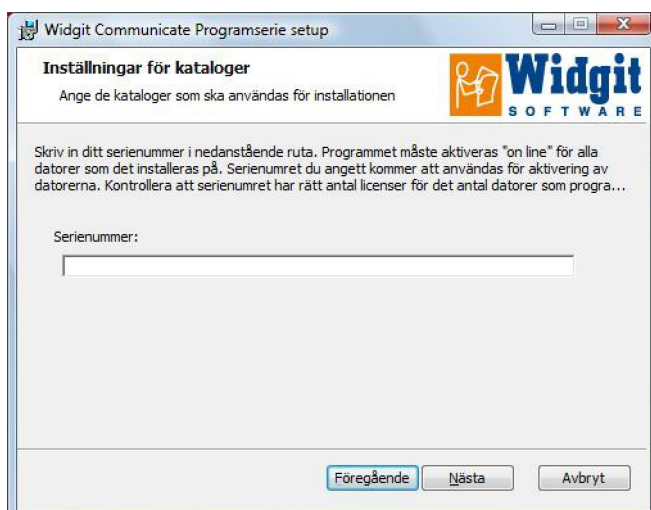 Widgit Communicate Programserie setup
Inställningar för kataloger
Ange de kataloger som ska användas för installationen
Widgit
SOFTWARE
Skriv in ditt serienummer i nedanstående ruta. Programmet måste aktiveras "on line" för alla
datorer som det installeras på. Serienumret du angett kommer att användas för aktivering av
datorerna. Kontrollera att serienumret har rätt antal licenser för det antal datorer som progra...
Serienummer:
Föregående Nästa Avbryt